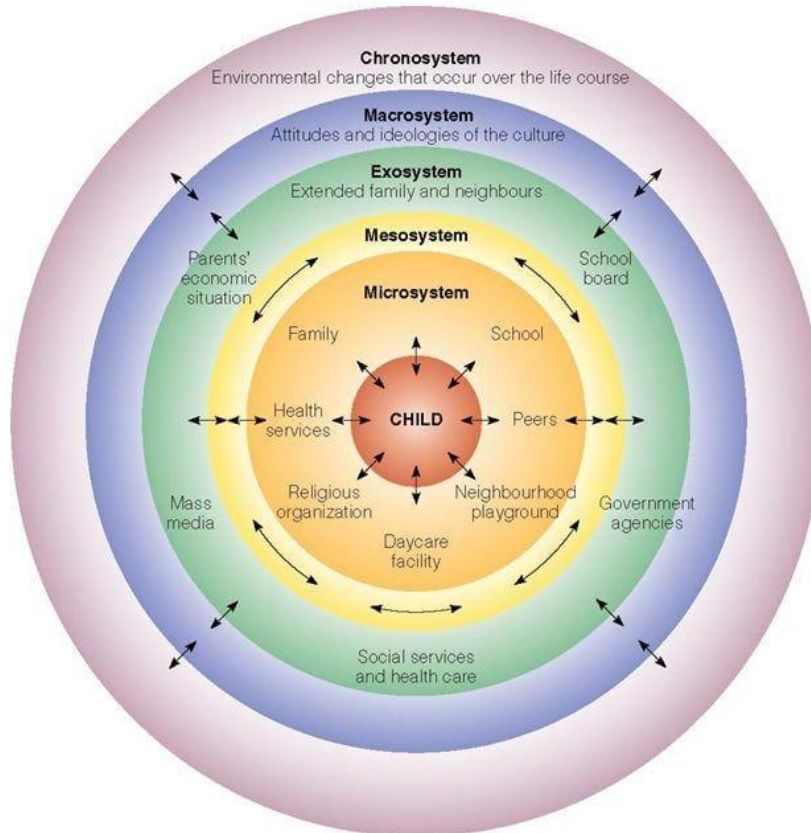 Chronosystem
Environmental changes that occur over the life course
Macrosystem
Attitudes and ideologies of the culture
Exosystem
Extended family and neighbours
Mesosystem
Parents'
economic
situation
School
board
Microsystem
Family
School
Health
services
CHILD
Peers
Religious
organization
Neighbourhood
playground
Mass
media
Government
agencies
Daycare
facility
Social services
and health care